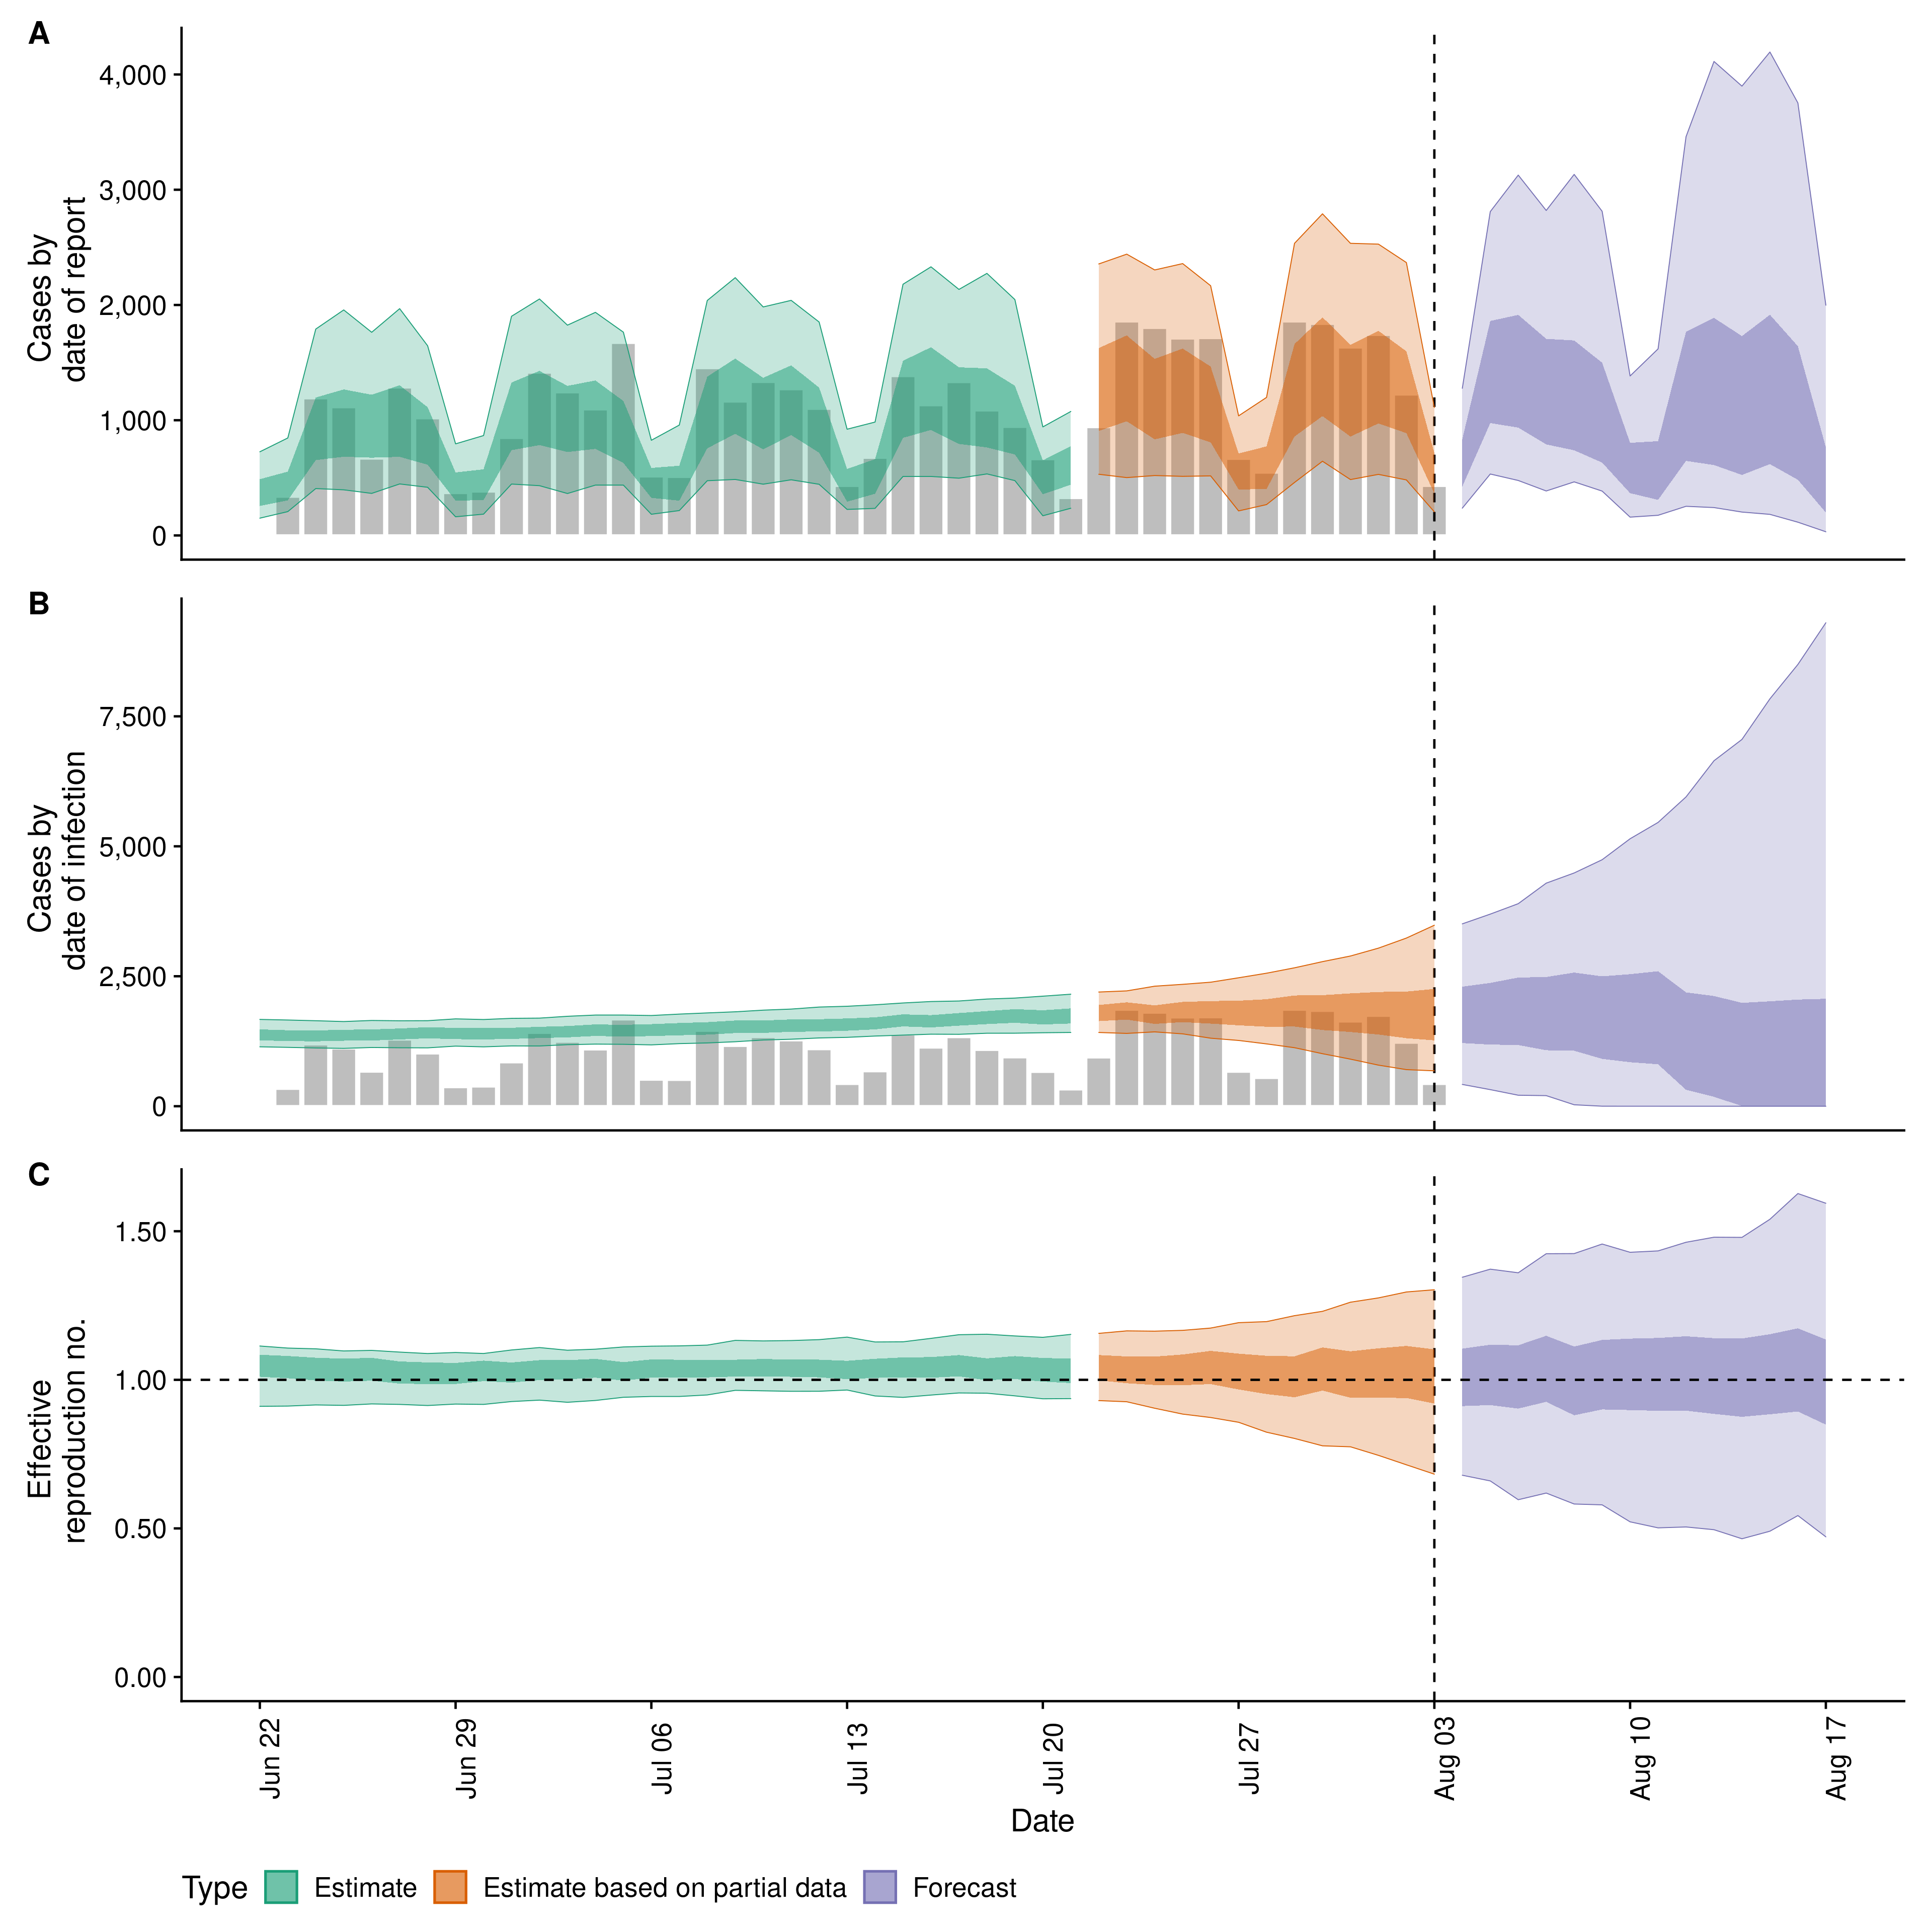 A
Cases by
date of report
4,000
3,000
2,000
1,000
0
B
Cases by
date of infection
7,500
5,000
2,500
0
C
Effective
reproduction no.
1.50
1.00
0.50
0.00
Jun 22
Jun 29
Jul 06
Jul 13
Jul 20
Jul 27
Aug 03
Aug 10
Aug 17
Date
Type Estimate Estimate based on partial data Forecast